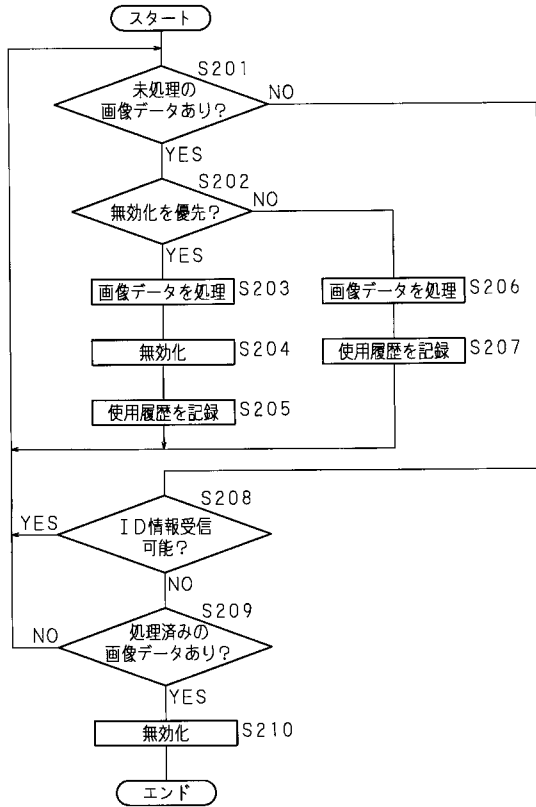 スタート
S201
未処理の
画像データあり?
NO
YES
S202
無効化を優先?
NO
YES
画像データを処理
S203
画像データを処理
S206
無効化
S204
使用履歴を記録
S207
使用履歴を記録
S205
S208
YES
ID情報受信
可能?
NO
S209
NO
処理済みの
画像データあり?
YES
無効化
S210
エンド